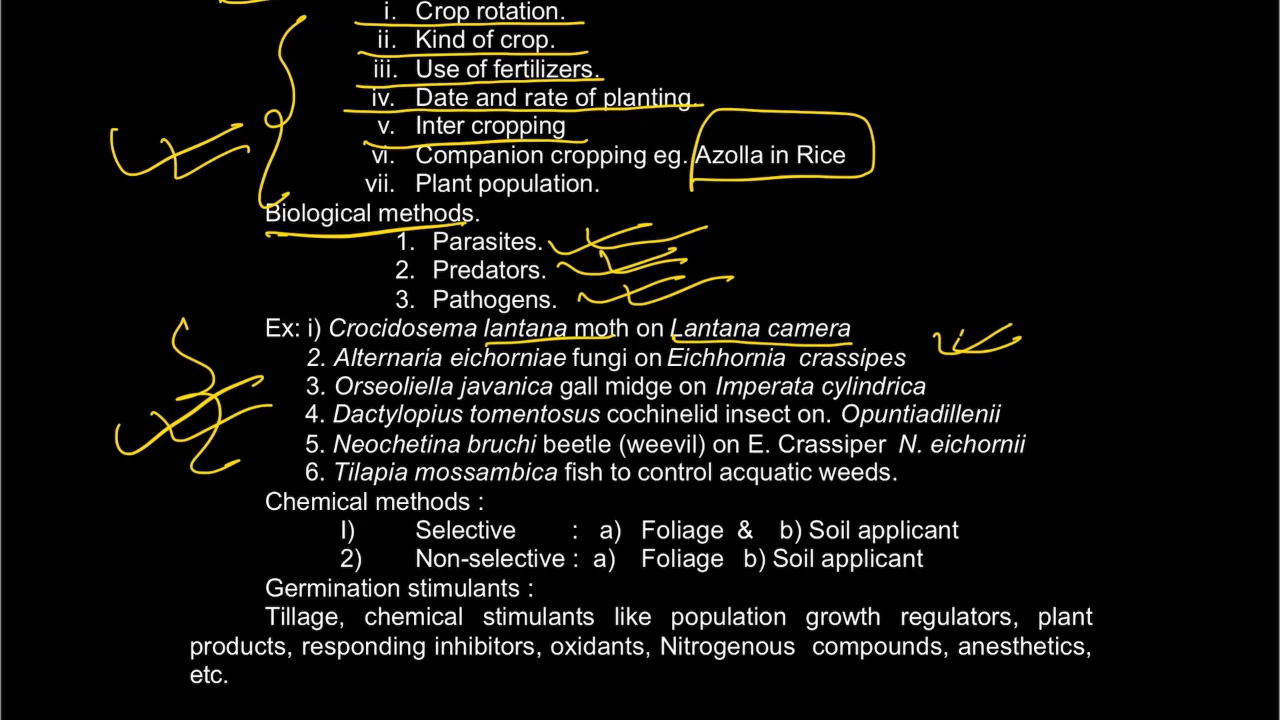 i. Crop rotation.
ii. Kind of crop.
iii. Use of fertilizers.
iv. Date and rate of planting.
v. Inter cropping
vi. Companion cropping eg. Azolla in Rice
vii. Plant population.
Biological methods.
1. Parasites.
2. Predators.
3. Pathogens.
Ex: i) Crocidosema lantana moth on Lantana camera
2. Alternaria eichorniae fungi on Eichhornia crassipes
3. Orseoliella javanica gall midge on Imperata cylindrica
4. Dactylopius tomentosus cochinelid insect on. Opuntiadillenii
5. Neochetina bruchi beetle (weevil) on E. Crassiper N. eichornii
6. Tilapia mossambica fish to control acquatic weeds.
Chemical methods :
I) Selective : a) Foliage & b) Soil applicant
2) Non-selective : a) Foliage b) Soil applicant
Germination stimulants :
Tillage, chemical stimulants like population growth regulators, plant
products, responding inhibitors, oxidants, Nitrogenous compounds, anesthetics,
etc.